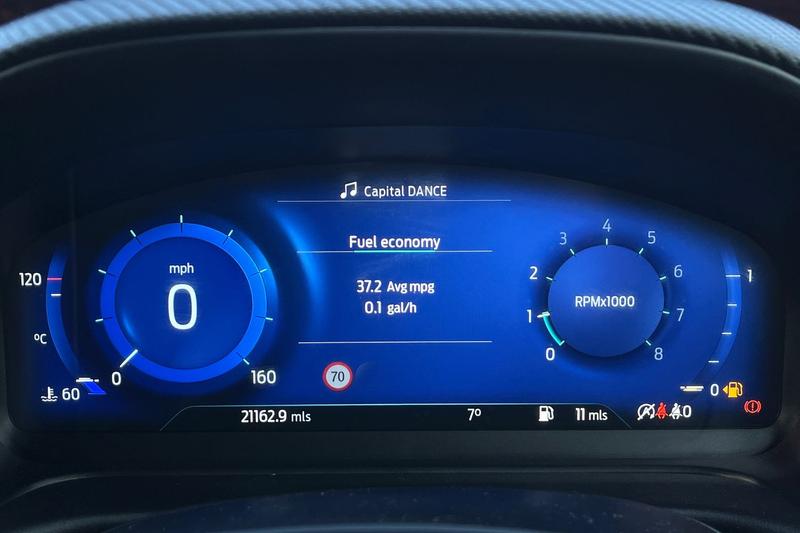 Capital DANCE
Fuel economy
37.2 Avg mpg
0.1 gal/h
120
°C
60
mph
0
0
160
70
RPMx1000
0
1
2
3
4
5
6
7
8
1
0
21162.9 mls
7°
11 mls
0